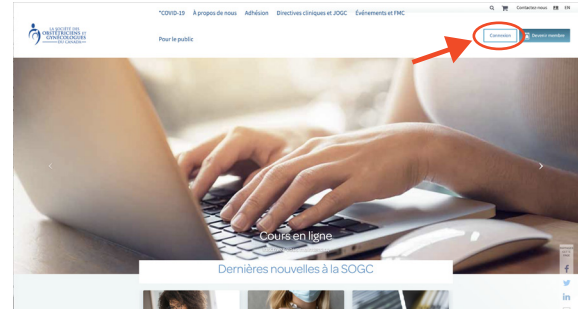 Contactez-nous FR EN
*COVID-19 À propos de nous Adhésion Directives cliniques et JOGC Événements et FMC
Pour le public
LA SOCIÉTÉ DES
OBSTÉTRICIENS ET
GYNÉCOLOGUES
DU CANADA
Connexion
Devenir membre
Cours en ligne
Dernières nouvelles à la SOGC